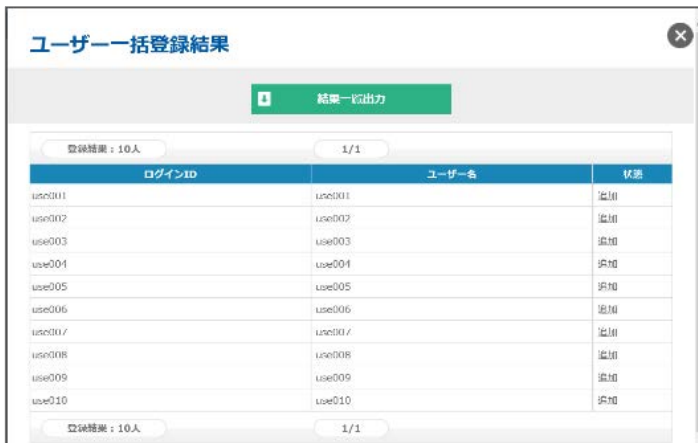 ユーザー一括登録結果
結果一覧出力
登録結果：10人 1/1
ログインID ユーザー名 状態
use001 use001 追加
use002 use002 追加
use003 use003 追加
use004 use004 追加
use005 use005 追加
use006 use006 追加
use007 use007 追加
use008 use008 追加
use009 use009 追加
use010 use010 追加
登録結果：10人 1/1